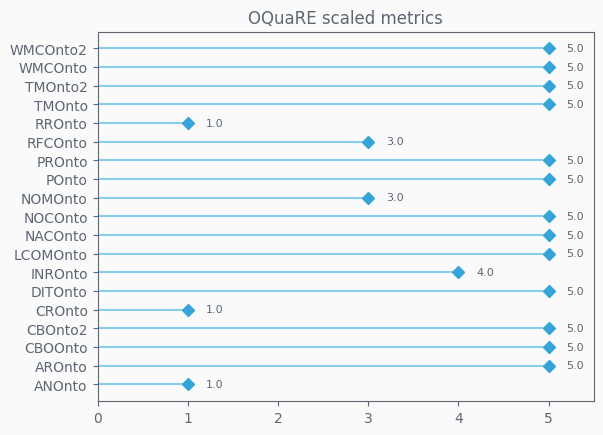 OQuaRE scaled metrics
WMCOnto2 5.0
WMCOnto 5.0
TMOnto2 5.0
TMOnto 5.0
RROnto 1.0
RFCOnto 3.0
PROnto 5.0
POnto 5.0
NOMOnto 3.0
NOCOnto 5.0
NACOnto 5.0
LCOMOnto 5.0
INROnto 4.0
DITOnto 5.0
CROnto 1.0
CBOnto2 5.0
CBOOnto 5.0
AROnto 5.0
ANOnto 1.0
0 1 2 3 4 5